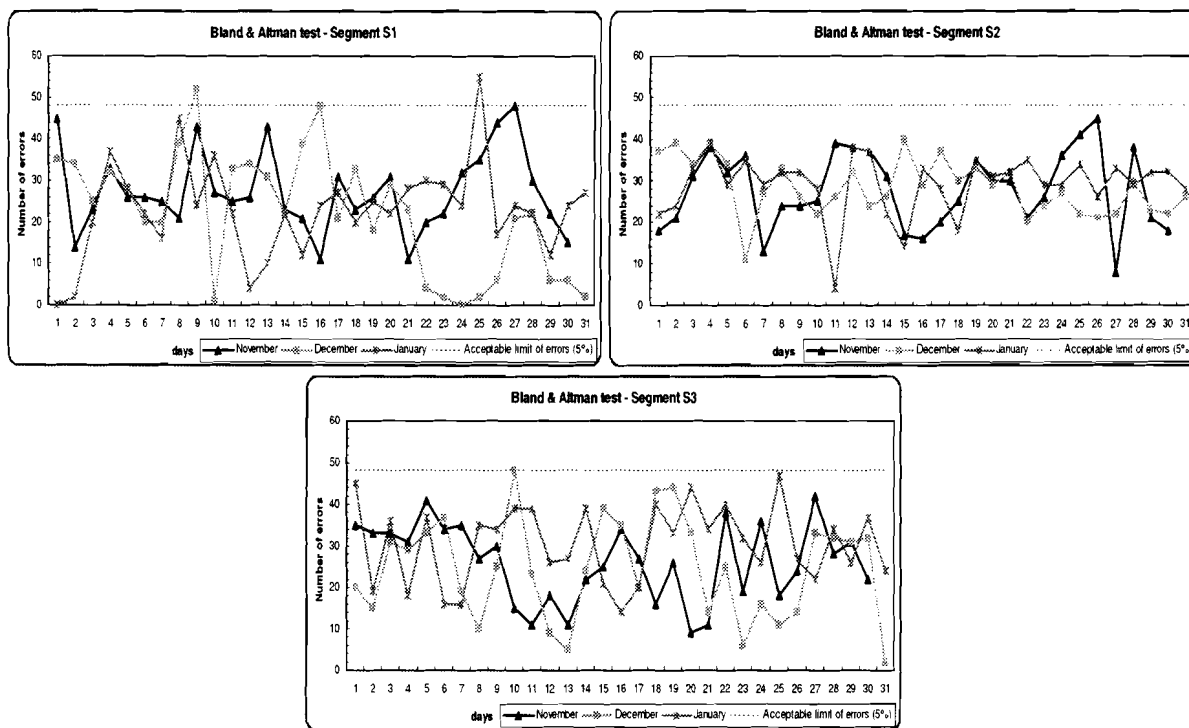 Bland & Altman test - Segment S1
Number of errors
60
50
40
30
20
10
0
1 2 3 4 5 6 7 8 9 10 11 12 13 14 15 16 17 18 19 20 21 22 23 24 25 26 27 28 29 30 31
days
November December January Acceptable limit of errors (5%)
Bland & Altman test - Segment S2
Number of errors
60
50
40
30
20
10
0
1 2 3 4 5 6 7 8 9 10 11 12 13 14 15 16 17 18 19 20 21 22 23 24 25 26 27 28 29 30 31
days
November December January Acceptable limit of errors (5%)
Bland & Altman test - Segment S3
Number of errors
60
50
40
30
20
10
0
1 2 3 4 5 6 7 8 9 10 11 12 13 14 15 16 17 18 19 20 21 22 23 24 25 26 27 28 29 30 31
days
November December January Acceptable limit of errors (5%)